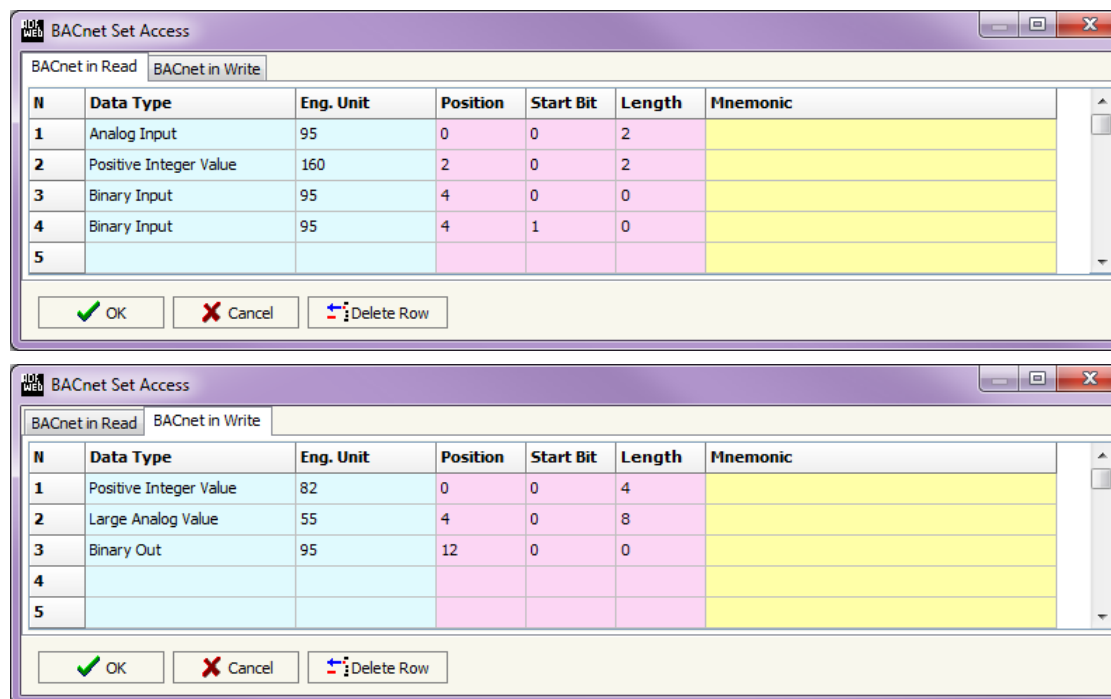 ADF WEB BACnet Set Access
BACnet in Read BACnet in Write
N Data Type Eng. Unit Position Start Bit Length Mnemonic
1 Analog Input 95 0 0 2
2 Positive Integer Value 160 2 0 2
3 Binary Input 95 4 0 0
4 Binary Input 95 4 1 0
5
OK Cancel Delete Row
ADF WEB BACnet Set Access
BACnet in Read BACnet in Write
N Data Type Eng. Unit Position Start Bit Length Mnemonic
1 Positive Integer Value 82 0 0 4
2 Large Analog Value 55 4 0 8
3 Binary Out 95 12 0 0
4
5
OK Cancel Delete Row